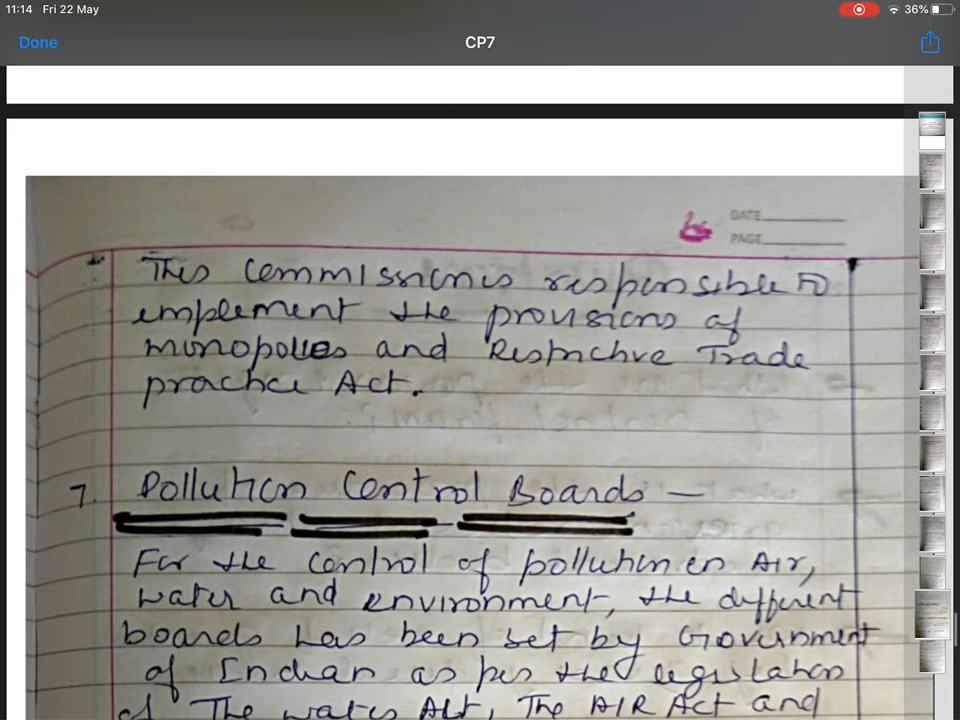 11:14 Fri 22 May
36%
Done
CP7
DATE
PAGE
This Commission is responsible to
implement the provisions of
monopolies and Restrictive Trade
practice Act.
7. Pollution Control Boards —
For the control of pollution in Air,
water and environment, the different
boards has been set by Government
of Indian as per the legislation
of The water Act, The AIR Act and